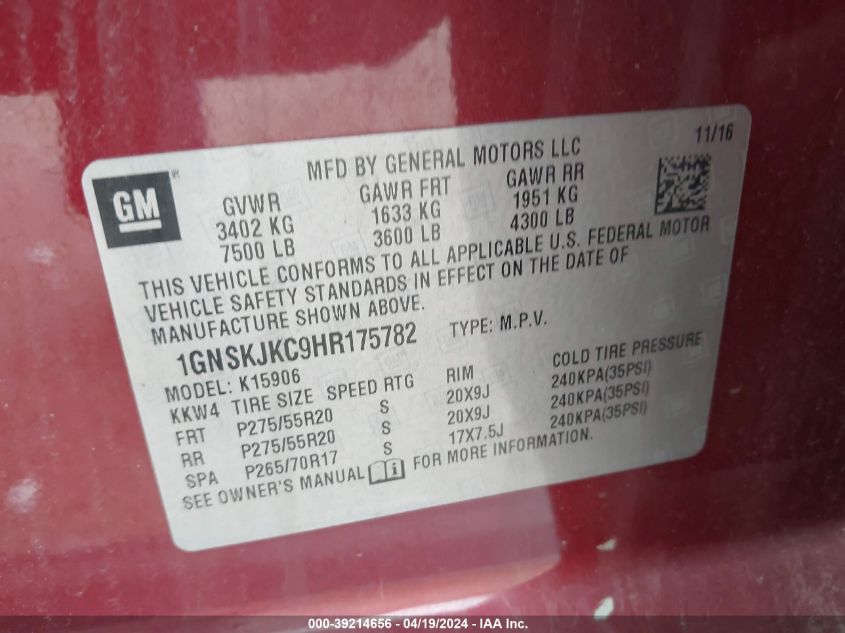 11/16
MFD BY GENERAL MOTORS LLC
GM®
GVWR GAWR FRT GAWR RR
3402 KG 1633 KG 1951 KG
7500 LB 3600 LB 4300 LB
THIS VEHICLE CONFORMS TO ALL APPLICABLE U.S. FEDERAL MOTOR
VEHICLE SAFETY STANDARDS IN EFFECT ON THE DATE OF
MANUFACTURE SHOWN ABOVE.
1GNSKJKC9HR175782 TYPE: M.P.V.
MODEL: K15906
KKW4 TIRE SIZE SPEED RTG RIM COLD TIRE PRESSURE
FRT P275/55R20 S 20X9J 240KPA(35PSI)
RR P275/55R20 S 20X9J 240KPA(35PSI)
SPA P265/70R17 S 17X7.5J 240KPA(35PSI)
SEE OWNER'S MANUAL i FOR MORE INFORMATION.
000-39214656 - 04/19/2024 - IAA Inc.